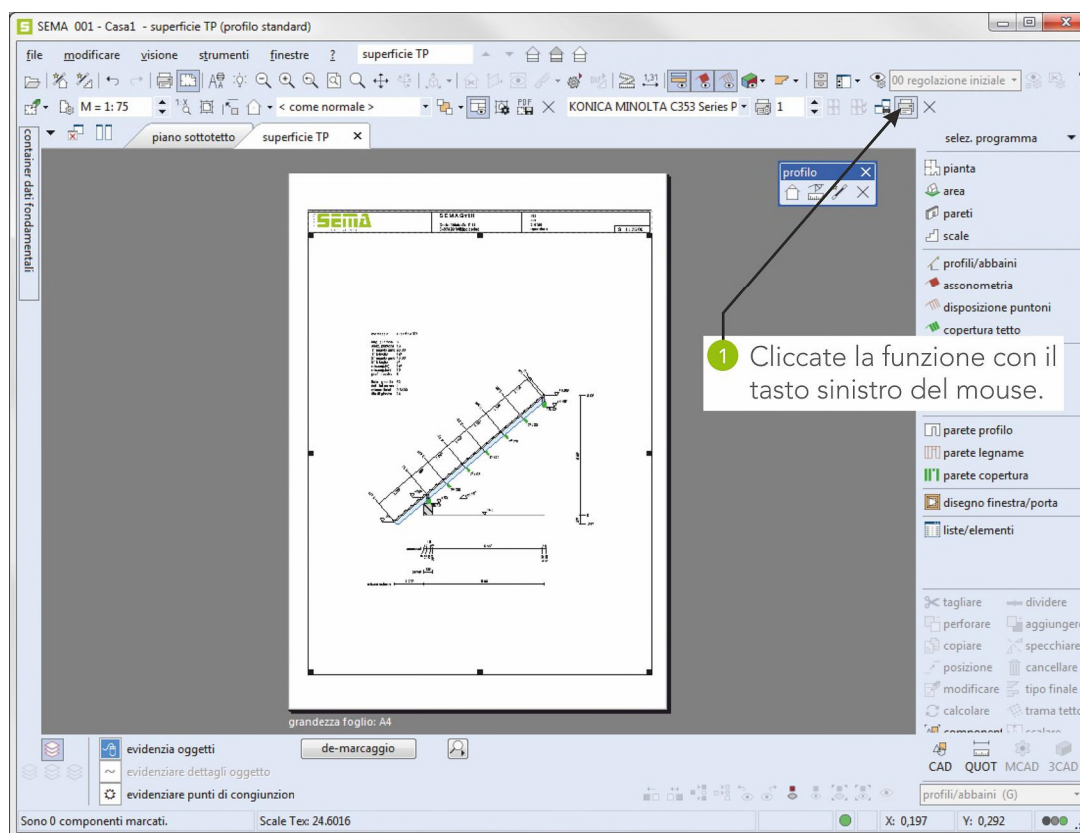 SEMA 001 - Casa1 - superficie TP (profilo standard)
file modificare visione strumenti finestre ? superficie TP
00 regolazione iniziale
M = 1: 75 < come normale > PDF KONICA MINOLTA C353 Series P 1
container dati fondamentali
piano sottotetto superficie TP
selez. programma
profilo
pianta
area
pareti
scale
profili/abbaini
assonometria
disposizione puntoni
copertura tetto
SEMA
1 Cliccate la funzione con il
tasto sinistro del mouse.
parete profilo
parete legname
parete copertura
disegno finestra/porta
liste/elementi
tagliare dividere
perforare aggiungere
copiare specchiare
posizione cancellare
modificare tipo finale
calcolare trama tetto
grandezza foglio: A4
evidenzia oggetti
de-marcaggio
evidenziare dettagli oggetto
evidenziare punti di congiunzion
CAD QUOT MCAD 3CAD
profili/abbaini (G)
Sono 0 componenti marcati. Scale Tex: 24.6016 X: 0,197 Y: 0,292